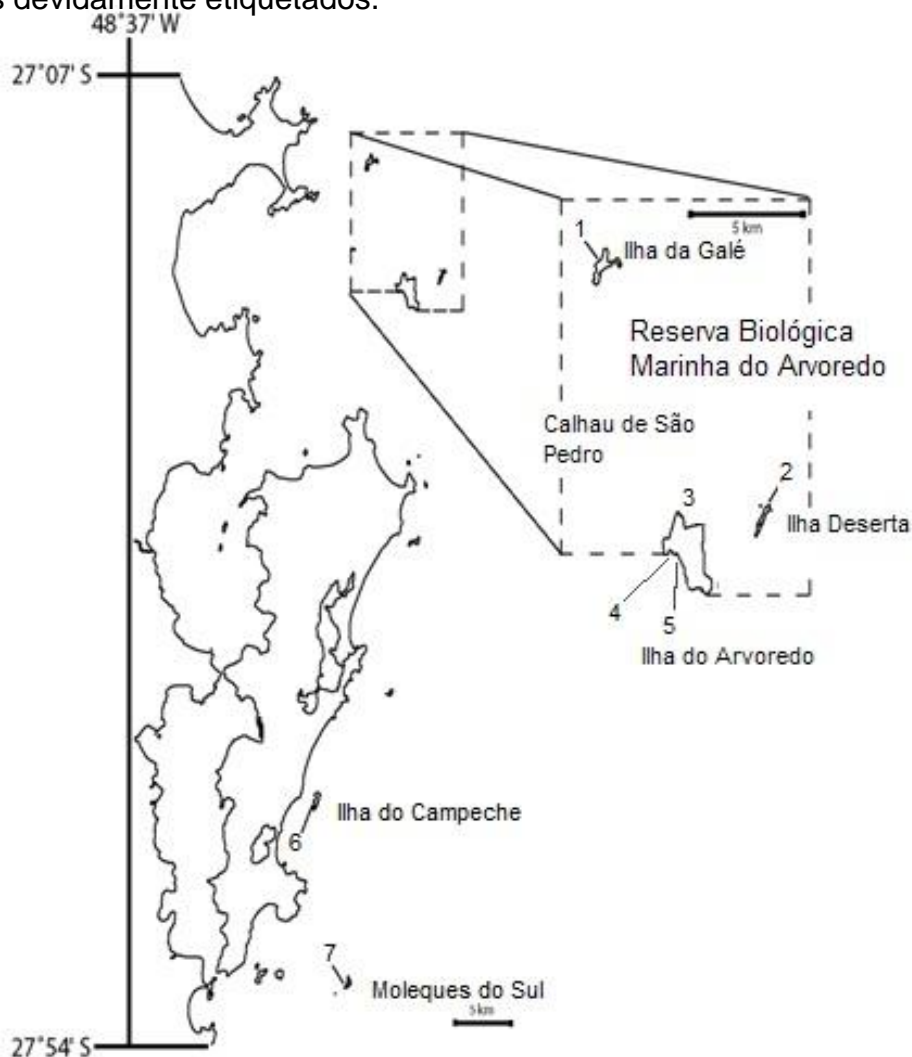 s devidamente etiquetados.
48°37' W
27°07' S
5 km
1
Ilha da Galé
Reserva Biológica
Marinha do Arvoredo
Calhau de São
Pedro
2
3
Ilha Deserta
4
5
Ilha do Arvoredo
Ilha do Campeche
6
7
Moleques do Sul
5km
27°54' S